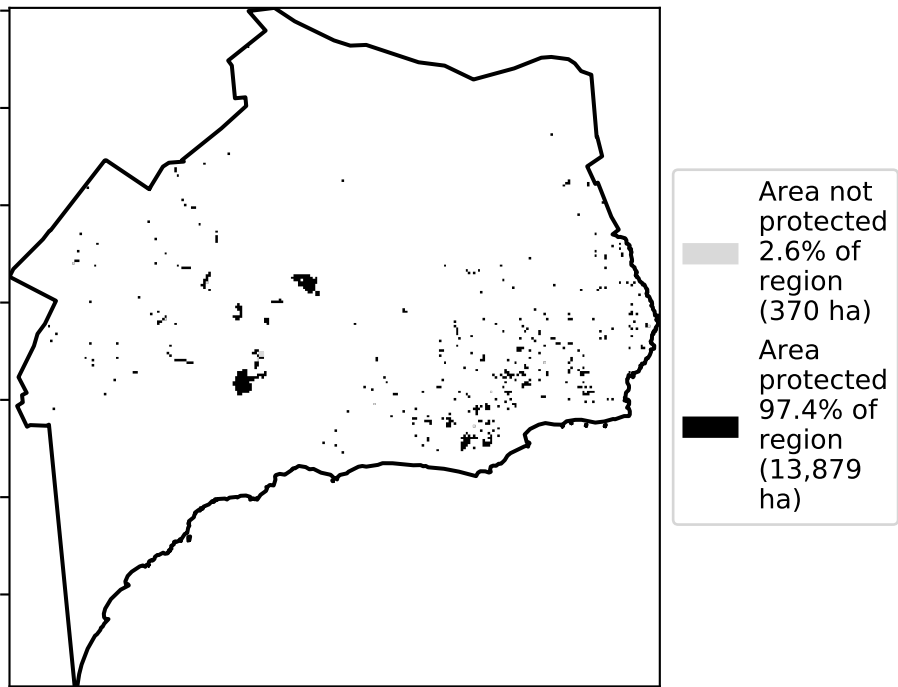 Area not
protected
2.6% of
region
(370 ha)
Area
protected
97.4% of
region
(13,879
ha)